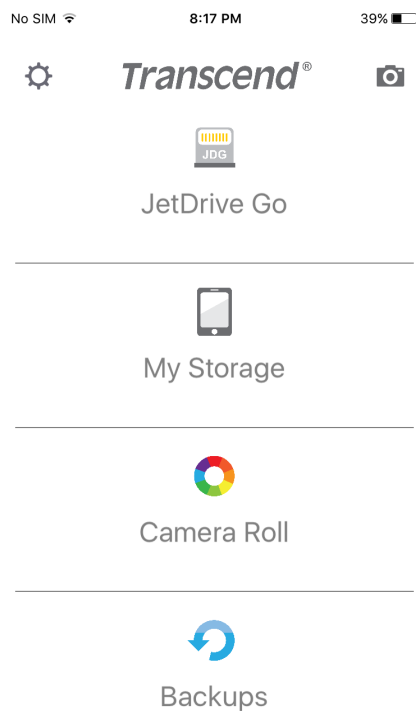 No SIM 8:17 PM 39%
Transcend®
JDG
JetDrive Go
My Storage
Camera Roll
Backups